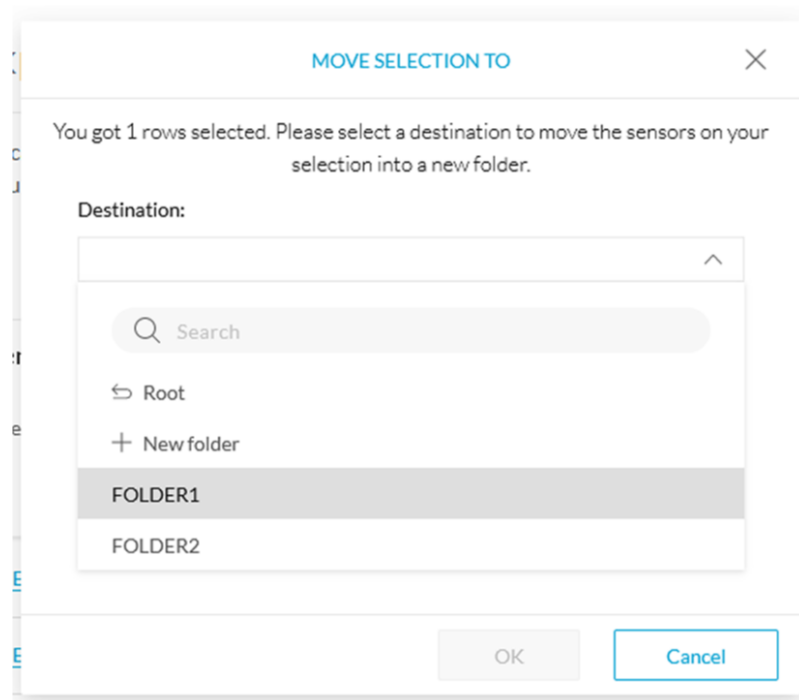 MOVE SELECTION TO
You got 1 rows selected. Please select a destination to move the sensors on your
selection into a new folder.
Destination:
Search
Root
New folder
FOLDER1
FOLDER2
OK
Cancel